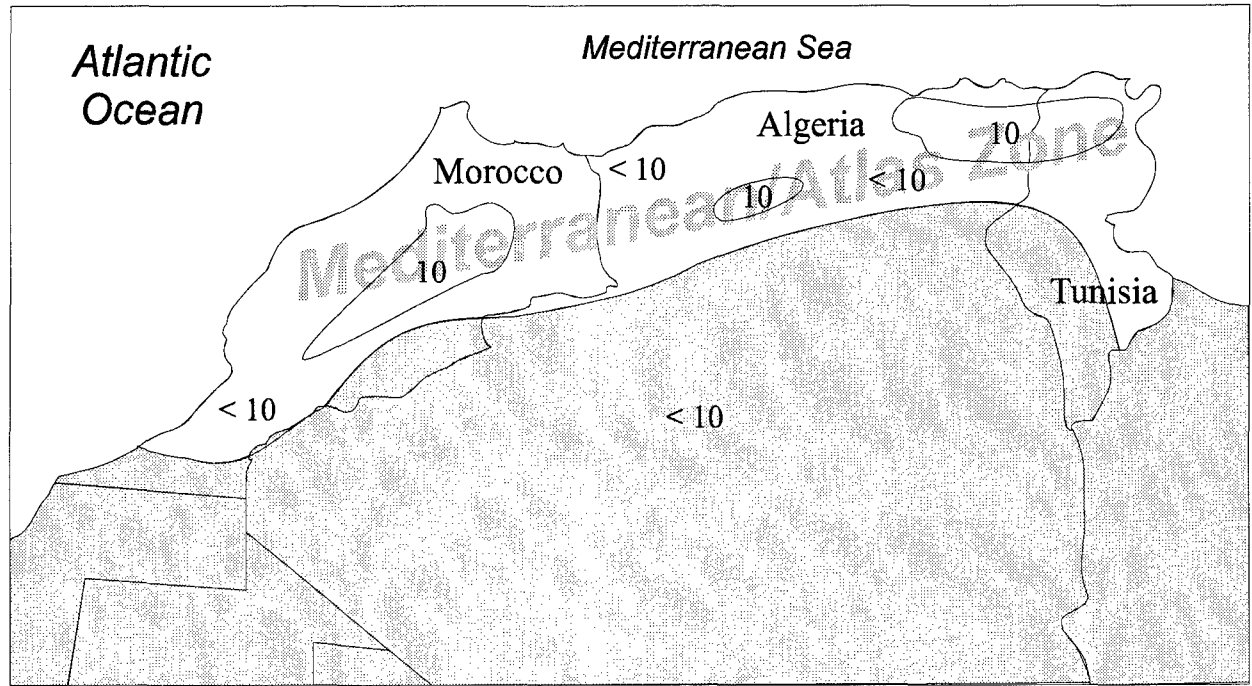 Atlantic
Ocean
Mediterranean Sea
Algeria
10
Morocco
< 10
< 10
10
Mediterranean/Atlas Zone
10
Tunisia
< 10
< 10